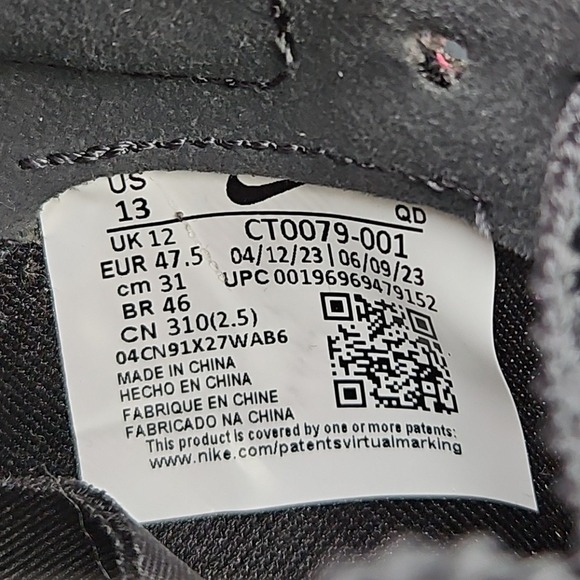 US
13
QD
UK 12
CT0079-001
EUR 47.5
04/12/23 | 06/09/23
cm 31
UPC 00196969479152
BR 46
CN 310(2.5)
04CN91X27WAB6
MADE IN CHINA
HECHO EN CHINA
FABRIQUE EN CHINE
FABRICADO NA CHINA
This product is covered by one or more patents:
www.nike.com/patentsvirtualmarking